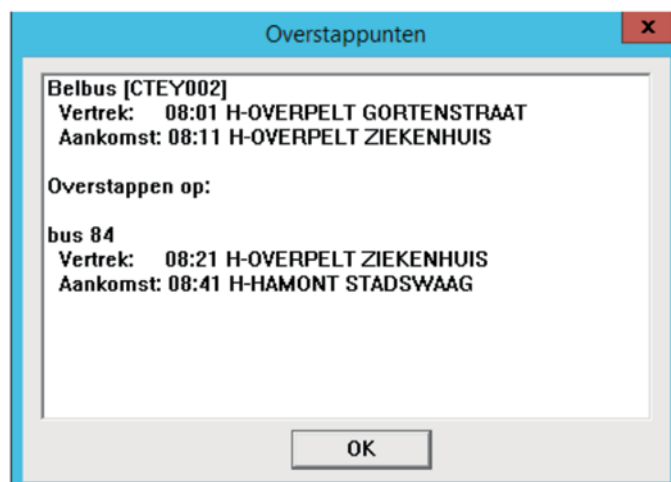 Overstappunten
x
Belbus [CTEY002]
Vertrek: 08:01 H-OVERPELT GORTENSTRAAT
Aankomst: 08:11 H-OVERPELT ZIEKENHUIS
Overstappen op:
bus 84
Vertrek: 08:21 H-OVERPELT ZIEKENHUIS
Aankomst: 08:41 H-HAMONT STADSWAAG
OK